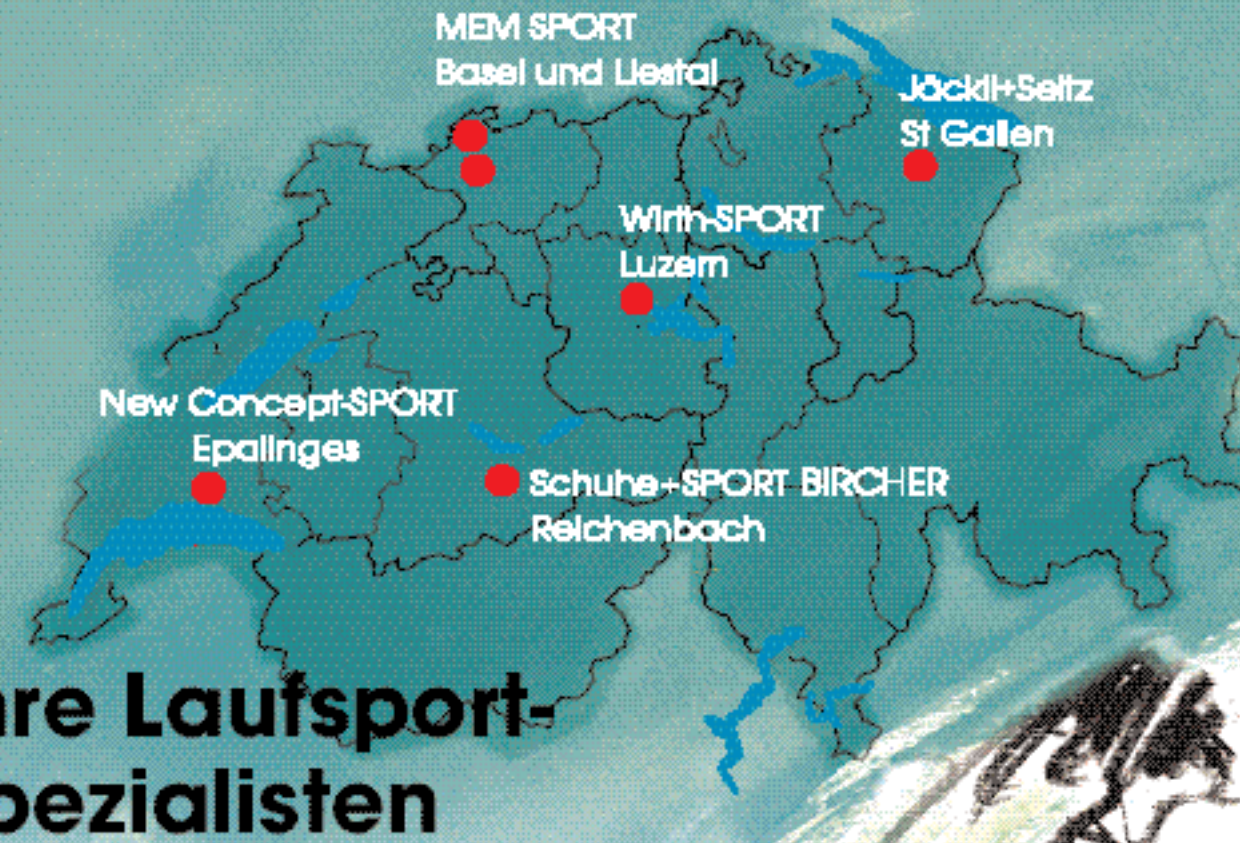 MEM SPORT
Basel und Liestal
Jäckli+Seitz
St Gallen
Wirth-SPORT
Luzern
New Concept-SPORT
Epalinges
Schuhe+SPORT BIRCHER
Reichenbach
hre Laufsport-
pezialisten